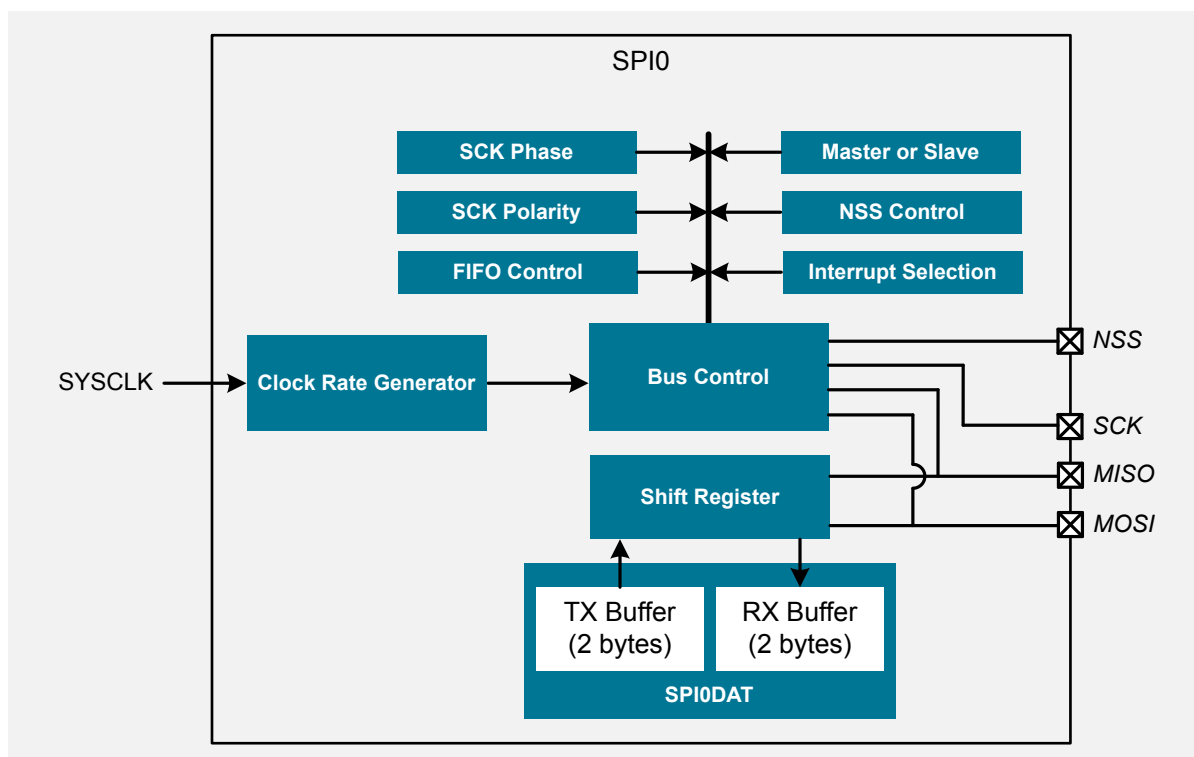 SPI0
SCK Phase
Master or Slave
SCK Polarity
NSS Control
FIFO Control
Interrupt Selection
SYSCLK
Clock Rate Generator
Bus Control
NSS
SCK
Shift Register
MISO
MOSI
TX Buffer
(2 bytes)
RX Buffer
(2 bytes)
SPI0DAT